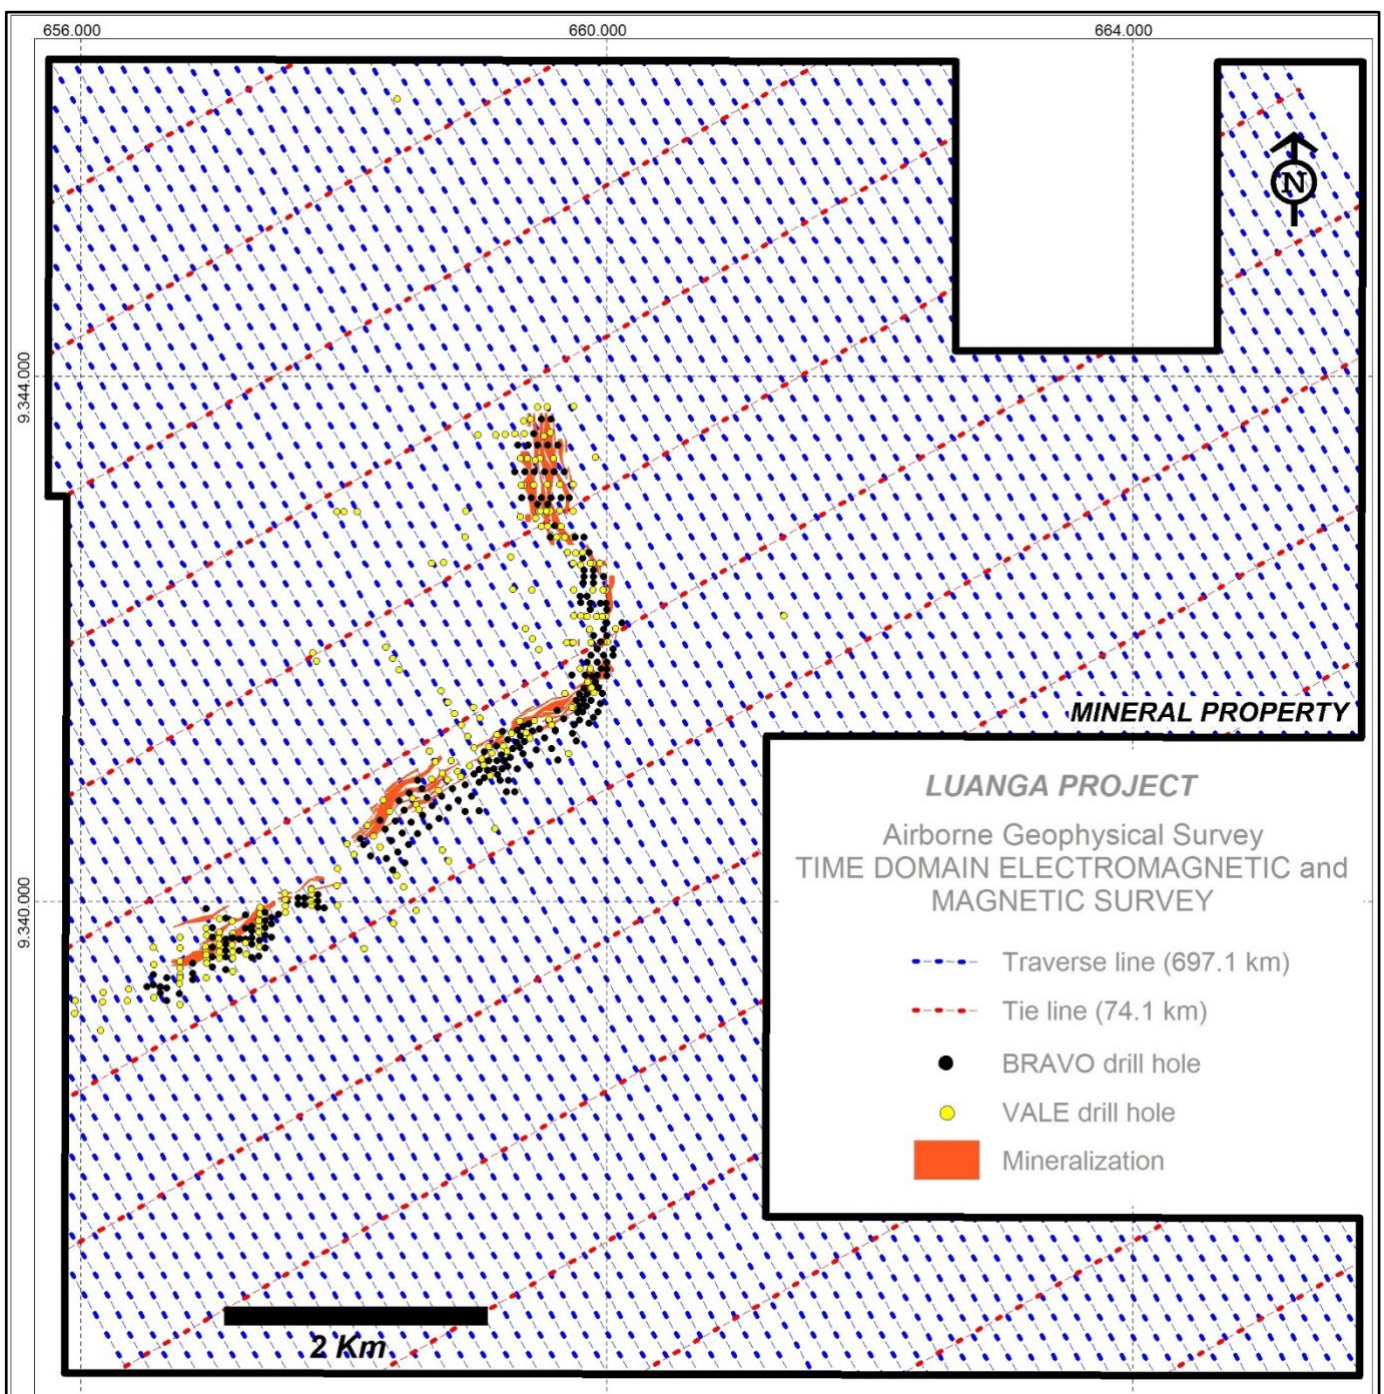 656.000
660.000
664.000
N
9.344.000
MINERAL PROPERTY
LUANGA PROJECT
Airborne Geophysical Survey
TIME DOMAIN ELECTROMAGNETIC and
MAGNETIC SURVEY
9.340.000
Traverse line (697.1 km)
Tie line (74.1 km)
BRAVO drill hole
VALE drill hole
Mineralization
2 Km